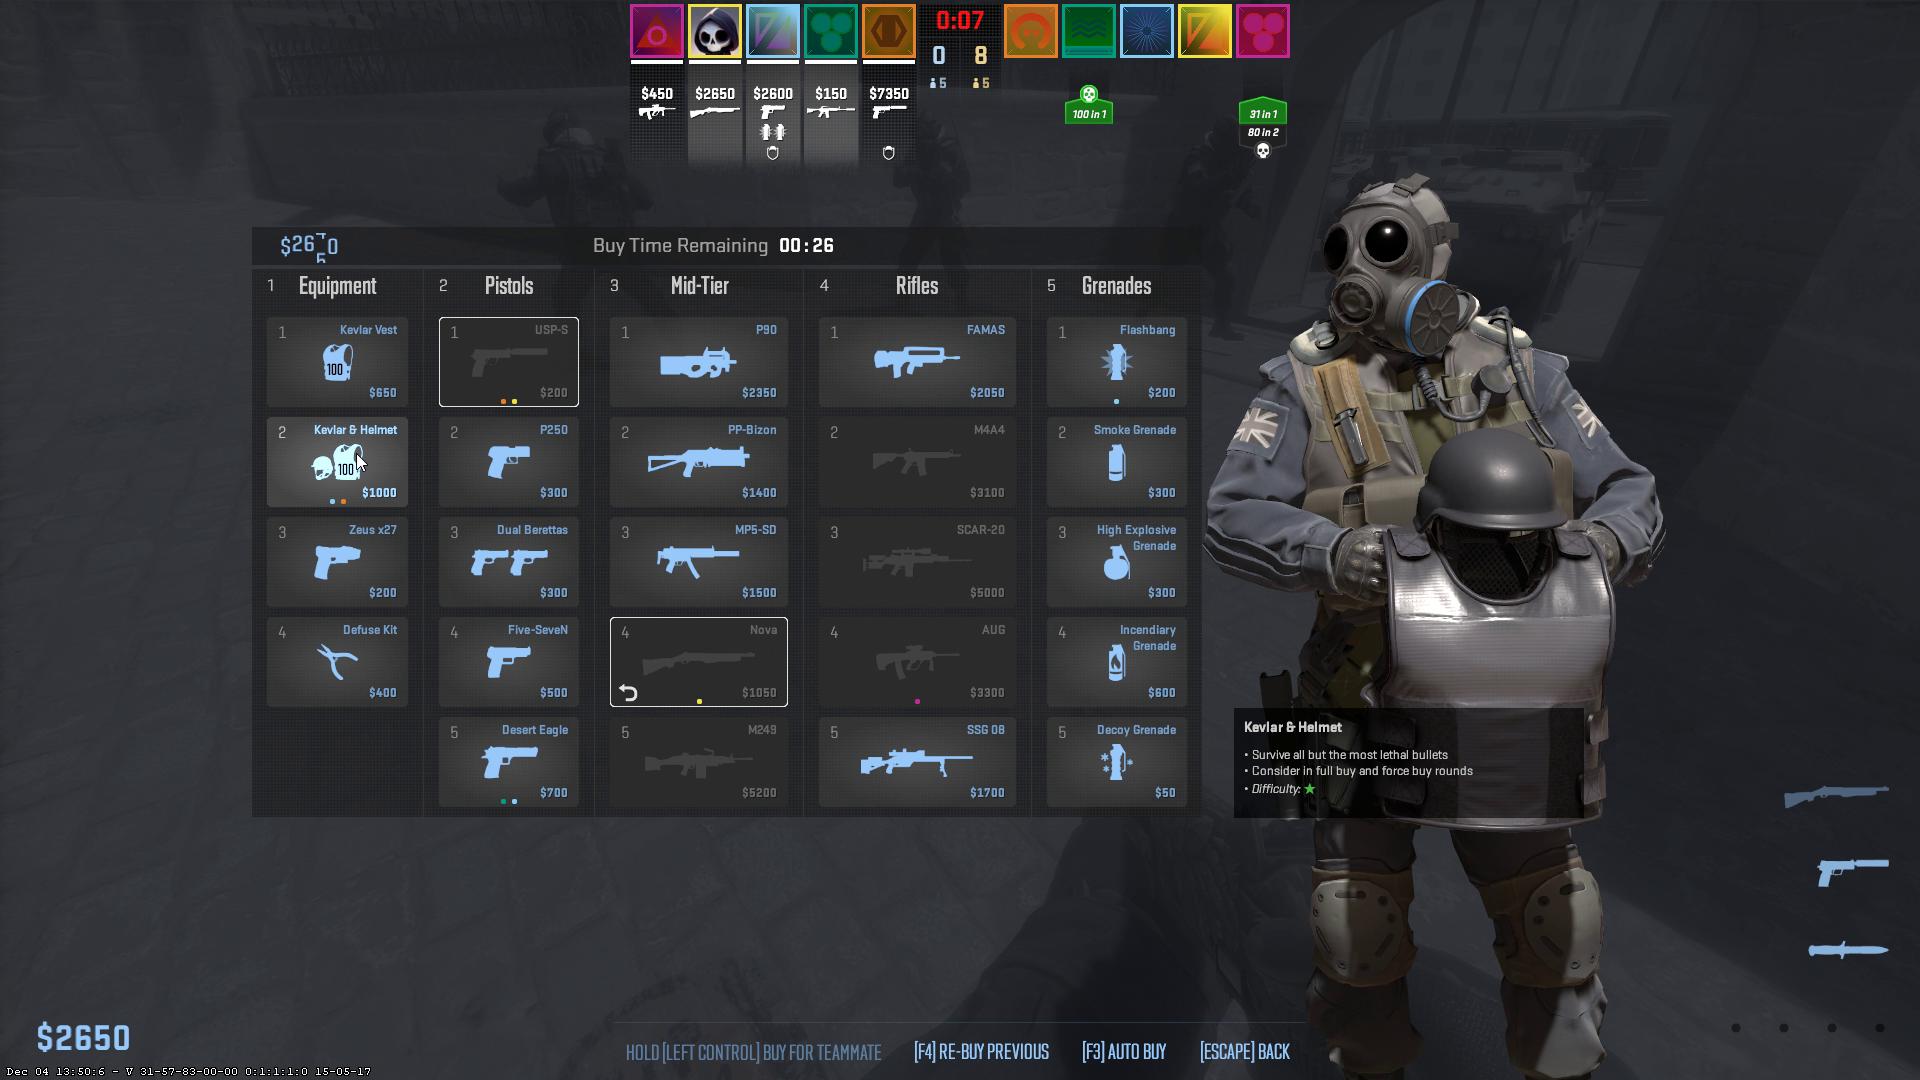 0:07
0 8
5 5
$450 $2650 $2600 $150 $7350
100 in 1
31 in 1
80 in 2
Buy Time Remaining 00:26
1 Equipment
1 Kevlar Vest
100
$650
2 Kevlar & Helmet
100
$1000
3 Zeus x27
$200
4 Defuse Kit
$400
2 Pistols
1 USP-S
$200
2 P250
$300
3 Dual Berettas
$300
4 Five-SeveN
$500
5 Desert Eagle
$700
3 Mid-Tier
1 P90
$2350
2 PP-Bizon
$1400
3 MP5-SD
$1500
4 Nova
$1050
5 M249
$5200
4 Rifles
1 FAMAS
$2050
2 M4A4
$3100
3 SCAR-20
$5000
4 AUG
$3300
5 SSG 08
$1700
5 Grenades
1 Flashbang
$200
2 Smoke Grenade
$300
3 High Explosive
Grenade
$300
4 Incendiary
Grenade
$600
5 Decoy Grenade
$50
Kevlar & Helmet
• Survive all but the most lethal bullets
• Consider in full buy and force buy rounds
• Difficulty: ★
$2650
HOLD [LEFT CONTROL] BUY FOR TEAMMATE [F4] RE-BUY PREVIOUS [F3] AUTO BUY [ESCAPE] BACK
Dec 04 13:50:6 - V 31-57-83-00-00 0:1:1:1:0 15-05-17